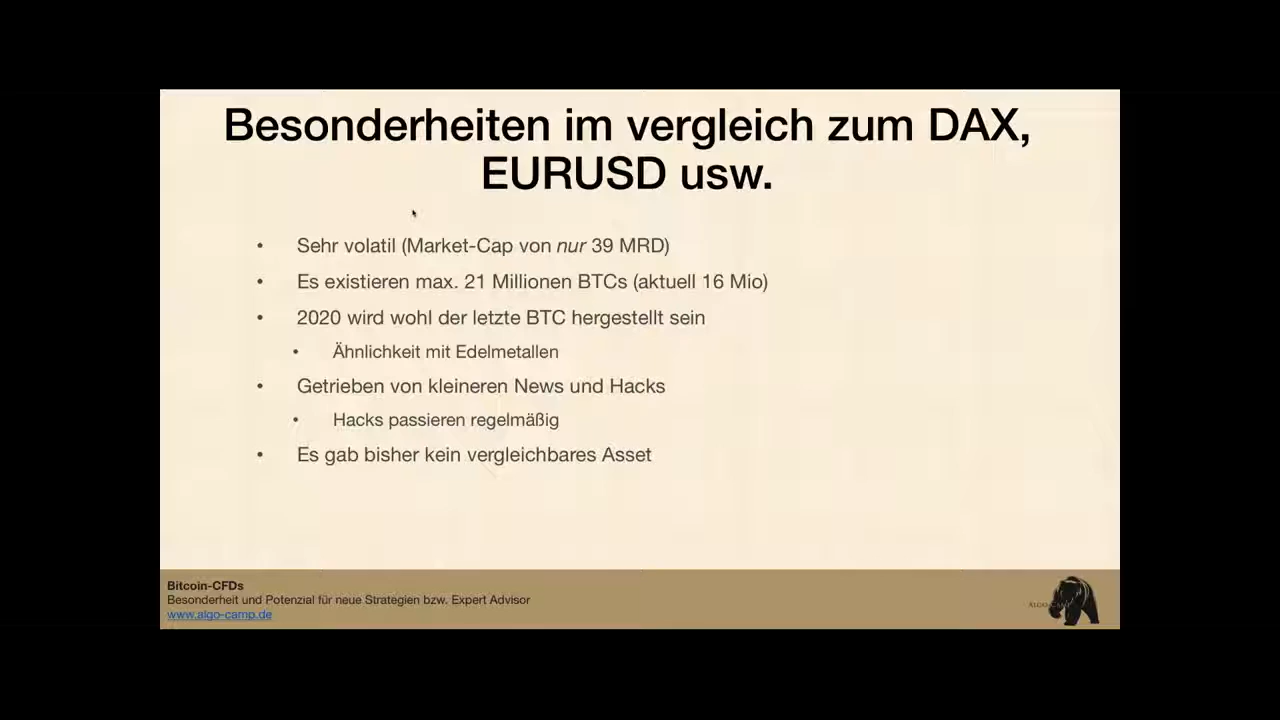 Besonderheiten im vergleich zum DAX,
EURUSD usw.
• Sehr volatil (Market-Cap von nur 39 MRD)
• Es existieren max. 21 Millionen BTCs (aktuell 16 Mio)
• 2020 wird wohl der letzte BTC hergestellt sein
• Ähnlichkeit mit Edelmetallen
• Getrieben von kleineren News und Hacks
• Hacks passieren regelmäßig
• Es gab bisher kein vergleichbares Asset
Bitcoin-CFDs
Besonderheit und Potenzial für neue Strategien bzw. Expert Advisor
www.algo-camp.de
ALGO-CAMP